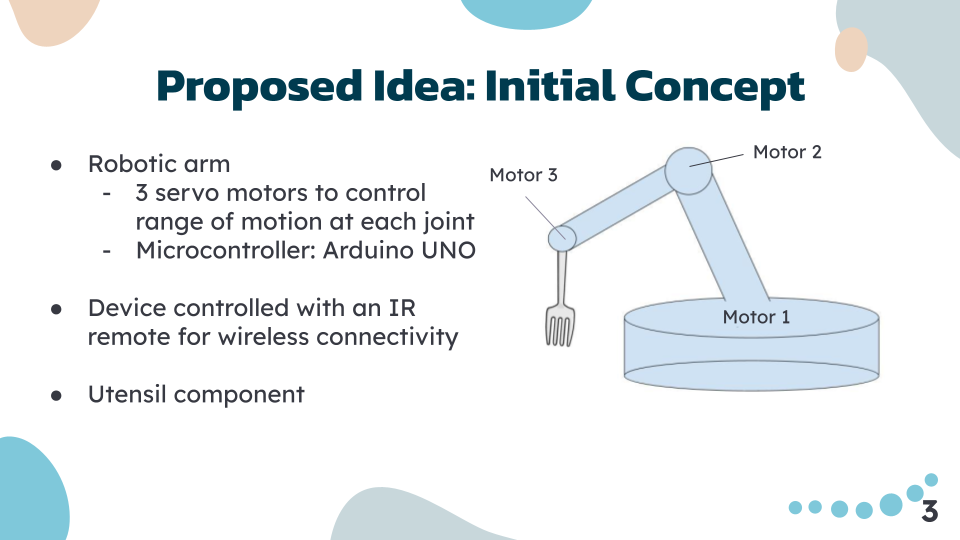 Proposed Idea: Initial Concept
● Robotic arm
- 3 servo motors to control
range of motion at each joint
- Microcontroller: Arduino UNO
● Device controlled with an IR
remote for wireless connectivity
● Utensil component
Motor 2
Motor 3
Motor 1
3